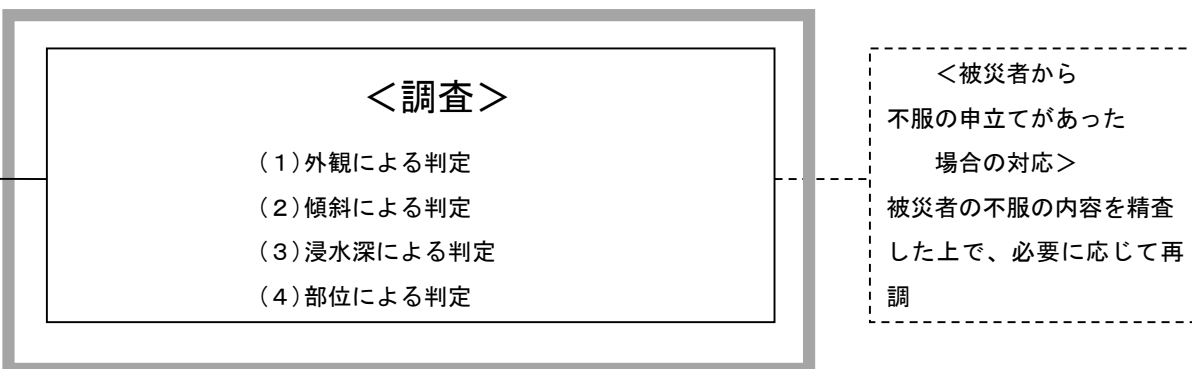 ＜調査＞
（１）外観による判定
（２）傾斜による判定
（３）浸水深による判定
（４）部位による判定
＜被災者から
不服の申立てがあった
場合の対応＞
被災者の不服の内容を精査
した上で、必要に応じて再
調